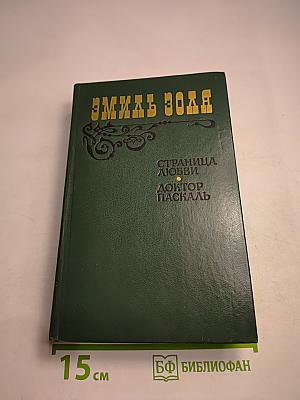 ЭМИЛЬ ЗОЛЯ
СТРАНИЦА
ЛЮБВИ
ДОКТОР
ПАСКАЛЬ
15 см
БФ БИБЛИОФАН